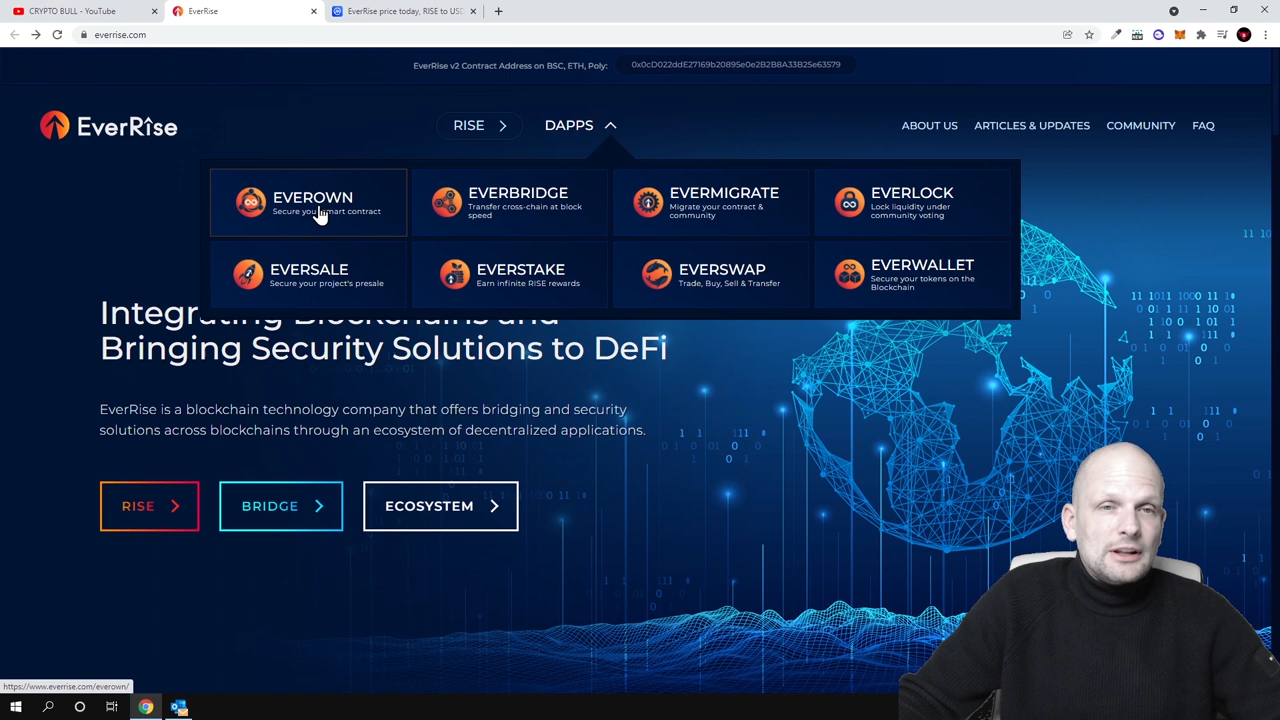 CRYPTO BULL - YouTube
EverRise
EverRise price today, RISE to USD
everrise.com
EverRise v2 Contract Address on BSC, ETH, Poly:
0x0cD022ddE27169b20895e0e2B2B8A33B25e63579
EverRise
RISE
DAPPS
ABOUT US
ARTICLES & UPDATES
COMMUNITY
FAQ
EVEROWN
Secure your smart contract
EVERBRIDGE
Transfer cross-chain at block
speed
EVERMIGRATE
Migrate your contract &
community
EVERLOCK
Lock liquidity under
community voting
EVERSALE
Secure your project's presale
EVERSTAKE
Earn infinite RISE rewards
EVERSWAP
Trade, Buy, Sell & Transfer
EVERWALLET
Secure your tokens on the
Blockchain
Integrating Blockchains and
Bringing Security Solutions to DeFi
EverRise is a blockchain technology company that offers bridging and security
solutions across blockchains through an ecosystem of decentralized applications.
RISE
BRIDGE
ECOSYSTEM
https://www.everrise.com/everown/